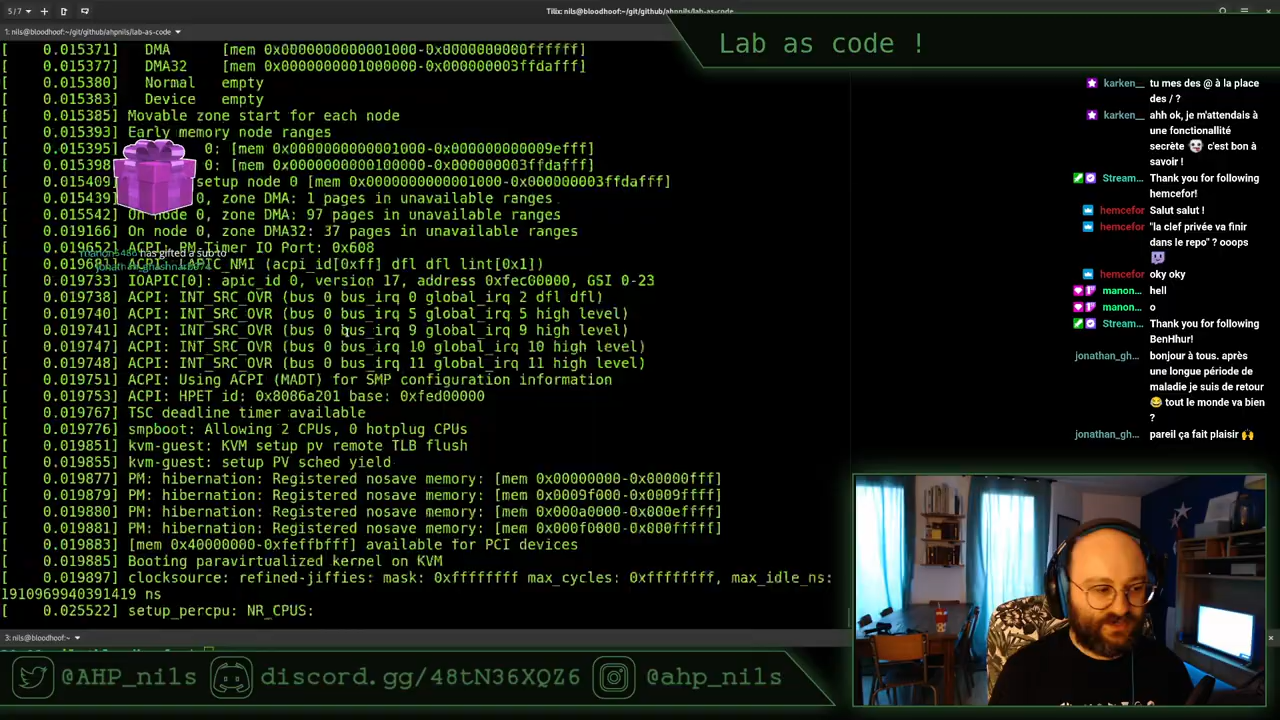 5/7
Tilix: nils@bloodhoof:~/git/github/ahpnils/lab-as-code
1: nils@bloodhoof:~/git/github/ahpnils/lab-as-code
Lab as code !
[    0.015371]   DMA      [mem 0x0000000000001000-0x0000000000ffffff]
[    0.015377]   DMA32    [mem 0x0000000001000000-0x000000003ffdafff]
[    0.015380]   Normal   empty
[    0.015383]   Device   empty
[    0.015385] Movable zone start for each node
[    0.015393] Early memory node ranges
[    0.015395]   0: [mem 0x0000000000001000-0x000000000009efff]
[    0.015398   0: [mem 0x0000000000100000-0x000000003ffdafff]
[    0.015409   setup node 0 [mem 0x0000000000001000-0x000000003ffdafff]
[    0.015439   0, zone DMA: 1 pages in unavailable ranges
[    0.015542] On node 0, zone DMA: 97 pages in unavailable ranges
[    0.019166] On node 0, zone DMA32: 37 pages in unavailable ranges
[    0.019652] ACPI: PM-Timer IO Port: 0x608
has gifted a sub to
[    0.019681] ACPI: LAPIC_NMI (acpi_id[0xff] dfl dfl lint[0x1])
[    0.019733] IOAPIC[0]: apic_id 0, version 17, address 0xfec00000, GSI 0-23
[    0.019738] ACPI: INT_SRC_OVR (bus 0 bus_irq 0 global_irq 2 dfl dfl)
[    0.019740] ACPI: INT_SRC_OVR (bus 0 bus_irq 5 global_irq 5 high level)
[    0.019741] ACPI: INT_SRC_OVR (bus 0 bus_irq 9 global_irq 9 high level)
[    0.019747] ACPI: INT_SRC_OVR (bus 0 bus_irq 10 global_irq 10 high level)
[    0.019748] ACPI: INT_SRC_OVR (bus 0 bus_irq 11 global_irq 11 high level)
[    0.019751] ACPI: Using ACPI (MADT) for SMP configuration information
[    0.019753] ACPI: HPET id: 0x8086a201 base: 0xfed00000
[    0.019767] TSC deadline timer available
[    0.019776] smpboot: Allowing 2 CPUs, 0 hotplug CPUs
[    0.019851] kvm-guest: KVM setup pv remote TLB flush
[    0.019855] kvm-guest: setup PV sched yield
[    0.019877] PM: hibernation: Registered nosave memory: [mem 0x00000000-0x00000fff]
[    0.019879] PM: hibernation: Registered nosave memory: [mem 0x0009f000-0x0009ffff]
[    0.019880] PM: hibernation: Registered nosave memory: [mem 0x000a0000-0x000effff]
[    0.019881] PM: hibernation: Registered nosave memory: [mem 0x000f0000-0x000fffff]
[    0.019883] [mem 0x40000000-0xfeffbfff] available for PCI devices
[    0.019885] Booting paravirtualized kernel on KVM
[    0.019897] clocksource: refined-jiffies: mask: 0xffffffff max_cycles: 0xffffffff, max_idle_ns:
1910969940391419 ns
[    0.025522] setup_percpu: NR_CPUS:
3: nils@bloodhoof:~
karken__ tu mes des @ à la place
des / ?
karken__ ahh ok, je m'attendais à
une fonctionallité
secrète 💀 c'est bon à
savoir !
Stream... Thank you for following
hemcefor!
hemcefor Salut salut !
hemcefor "la clef privée va finir
dans le repo" ? ooops
hemcefor oky oky
manon... hell
manon... o
Stream... Thank you for following
BenHhur!
jonathan_gh... bonjour à tous. après
une longue période de
maladie je suis de retour
😂 tout le monde va bien
?
jonathan_gh... pareil ça fait plaisir 🙌
@AHP_nils
discord.gg/48tN36XQZ6
@ahp_nils